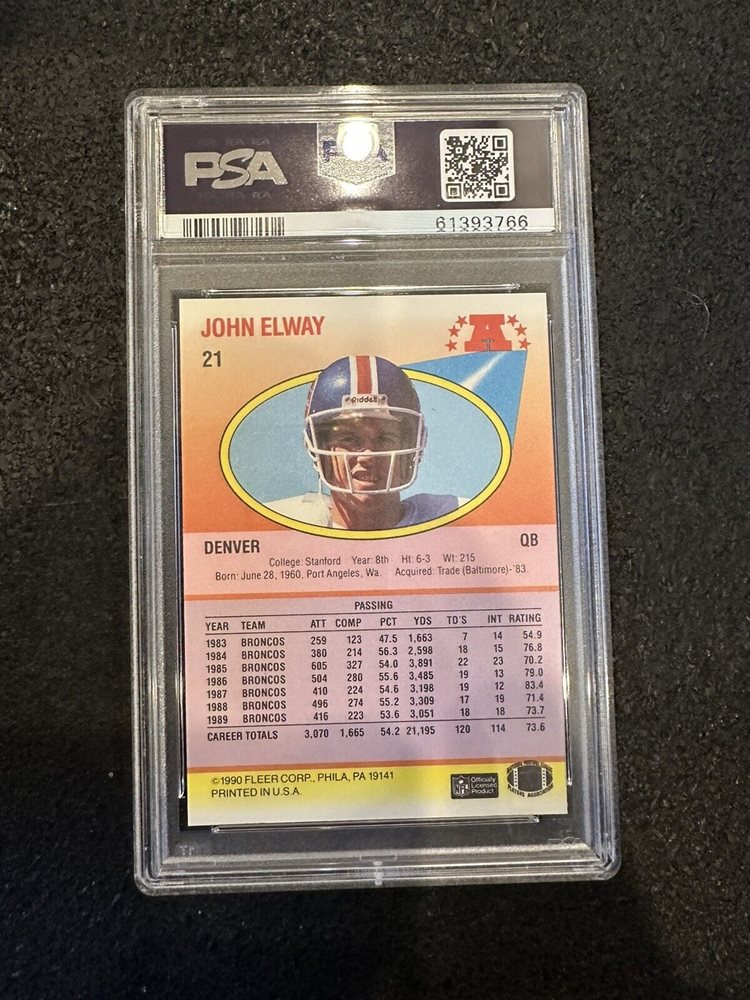 PSA
PSA
61393766
JOHN ELWAY
21
A
Riddell
DENVER QB
College: Stanford Year: 8th Ht: 6-3 Wt: 215
Born: June 28, 1960, Port Angeles, Wa. Acquired: Trade (Baltimore)-'83.
PASSING
YEAR TEAM ATT COMP PCT YDS TD'S INT RATING
1983 BRONCOS 259 123 47.5 1,663 7 14 54.9
1984 BRONCOS 380 214 56.3 2,598 18 15 76.8
1985 BRONCOS 605 327 54.0 3,891 22 23 70.2
1986 BRONCOS 504 280 55.6 3,485 19 13 79.0
1987 BRONCOS 410 224 54.6 3,198 19 12 83.4
1988 BRONCOS 496 274 55.2 3,309 17 19 71.4
1989 BRONCOS 416 223 53.6 3,051 18 18 73.7
CAREER TOTALS 3,070 1,665 54.2 21,195 120 114 73.6
©1990 FLEER CORP., PHILA, PA 19141
PRINTED IN U.S.A.
NFL
Officially
Licensed
Product
PLAYERS ASSOCIATION